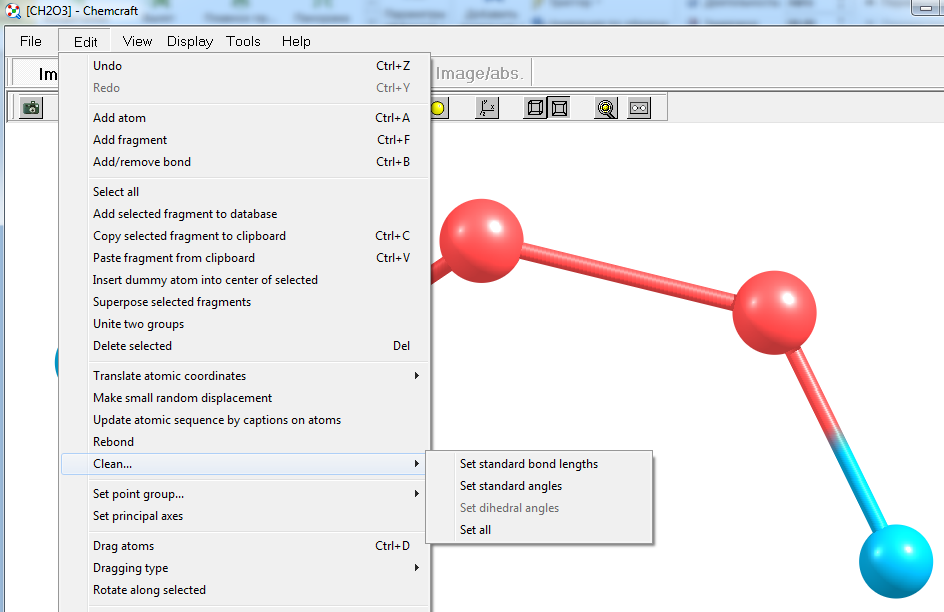 [CH2O3] - Chemcraft
File Edit View Display Tools Help
Im
Image/abs.
Undo Ctrl+Z
Redo Ctrl+Y
Add atom Ctrl+A
Add fragment Ctrl+F
Add/remove bond Ctrl+B
Select all
Add selected fragment to database
Copy selected fragment to clipboard Ctrl+C
Paste fragment from clipboard Ctrl+V
Insert dummy atom into center of selected
Superpose selected fragments
Unite two groups
Delete selected Del
Translate atomic coordinates
Make small random displacement
Update atomic sequence by captions on atoms
Rebond
Clean...
Set standard bond lengths
Set standard angles
Set dihedral angles
Set all
Set point group...
Set principal axes
Drag atoms Ctrl+D
Dragging type
Rotate along selected